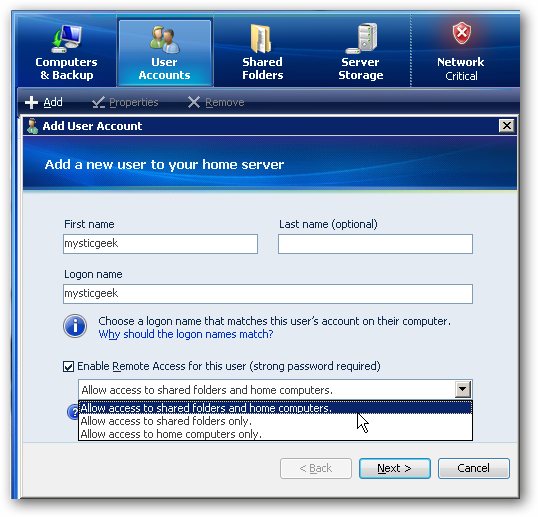 Computers
& Backup
User
Accounts
Shared
Folders
Server
Storage
Network
Critical
Add
Properties
Remove
Add User Account
Add a new user to your home server
First name
Last name (optional)
mysticgeek
Logon name
mysticgeek
Choose a logon name that matches this user's account on their computer.
Why should the logon names match?
Enable Remote Access for this user (strong password required)
Allow access to shared folders and home computers.
Allow access to shared folders and home computers.
Allow access to shared folders only.
Allow access to home computers only.
< Back
Next >
Cancel